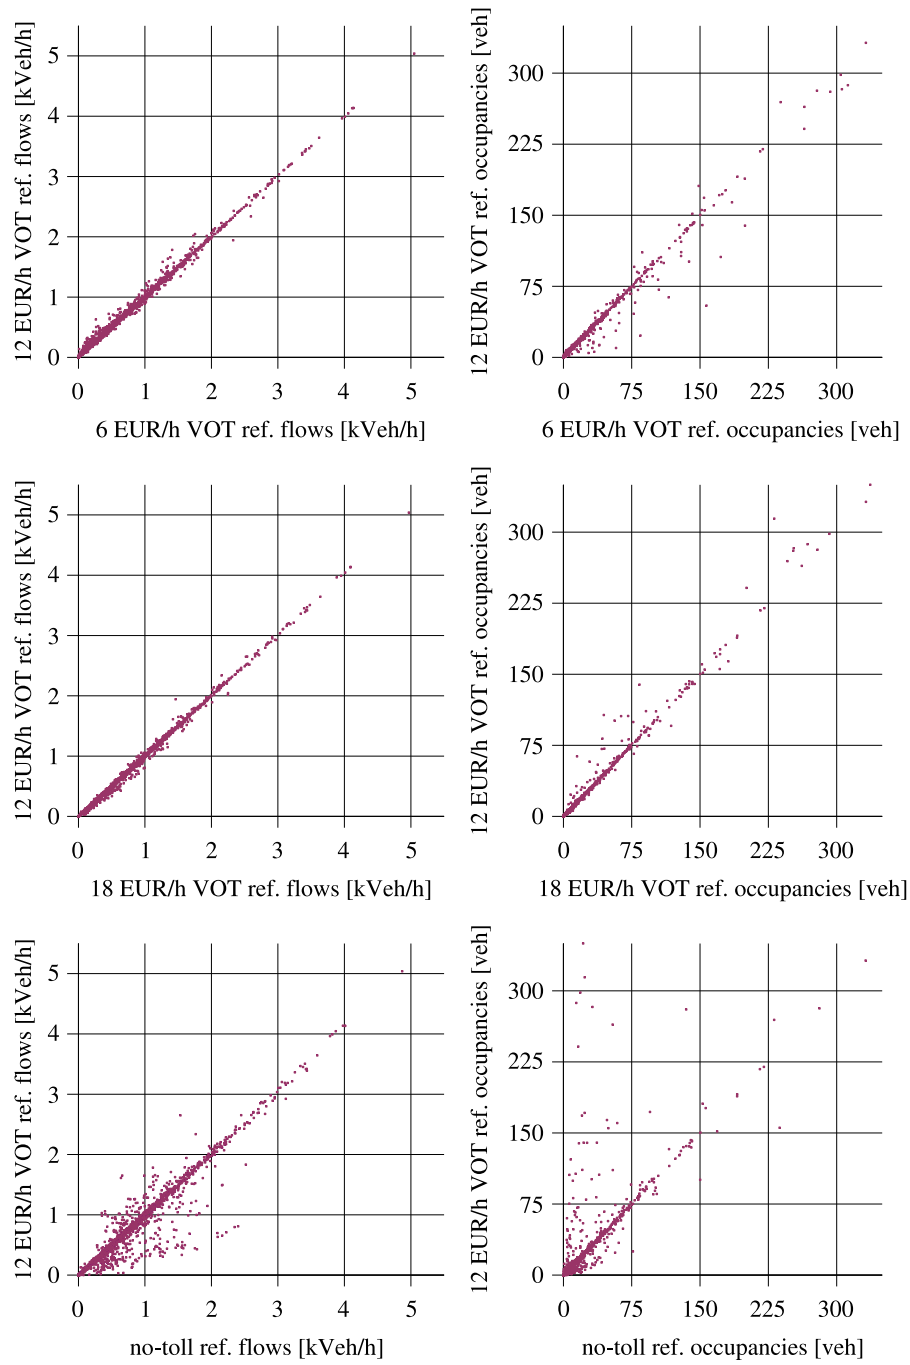 12 EUR/h VOT ref. flows [kVeh/h]
5
4
3
2
1
0
0 1 2 3 4 5
6 EUR/h VOT ref. flows [kVeh/h]
12 EUR/h VOT ref. occupancies [veh]
300
225
150
75
0
0 75 150 225 300
6 EUR/h VOT ref. occupancies [veh]
12 EUR/h VOT ref. flows [kVeh/h]
5
4
3
2
1
0
0 1 2 3 4 5
18 EUR/h VOT ref. flows [kVeh/h]
12 EUR/h VOT ref. occupancies [veh]
300
225
150
75
0
0 75 150 225 300
18 EUR/h VOT ref. occupancies [veh]
12 EUR/h VOT ref. flows [kVeh/h]
5
4
3
2
1
0
0 1 2 3 4 5
no-toll ref. flows [kVeh/h]
12 EUR/h VOT ref. occupancies [veh]
300
225
150
75
0
0 75 150 225 300
no-toll ref. occupancies [veh]